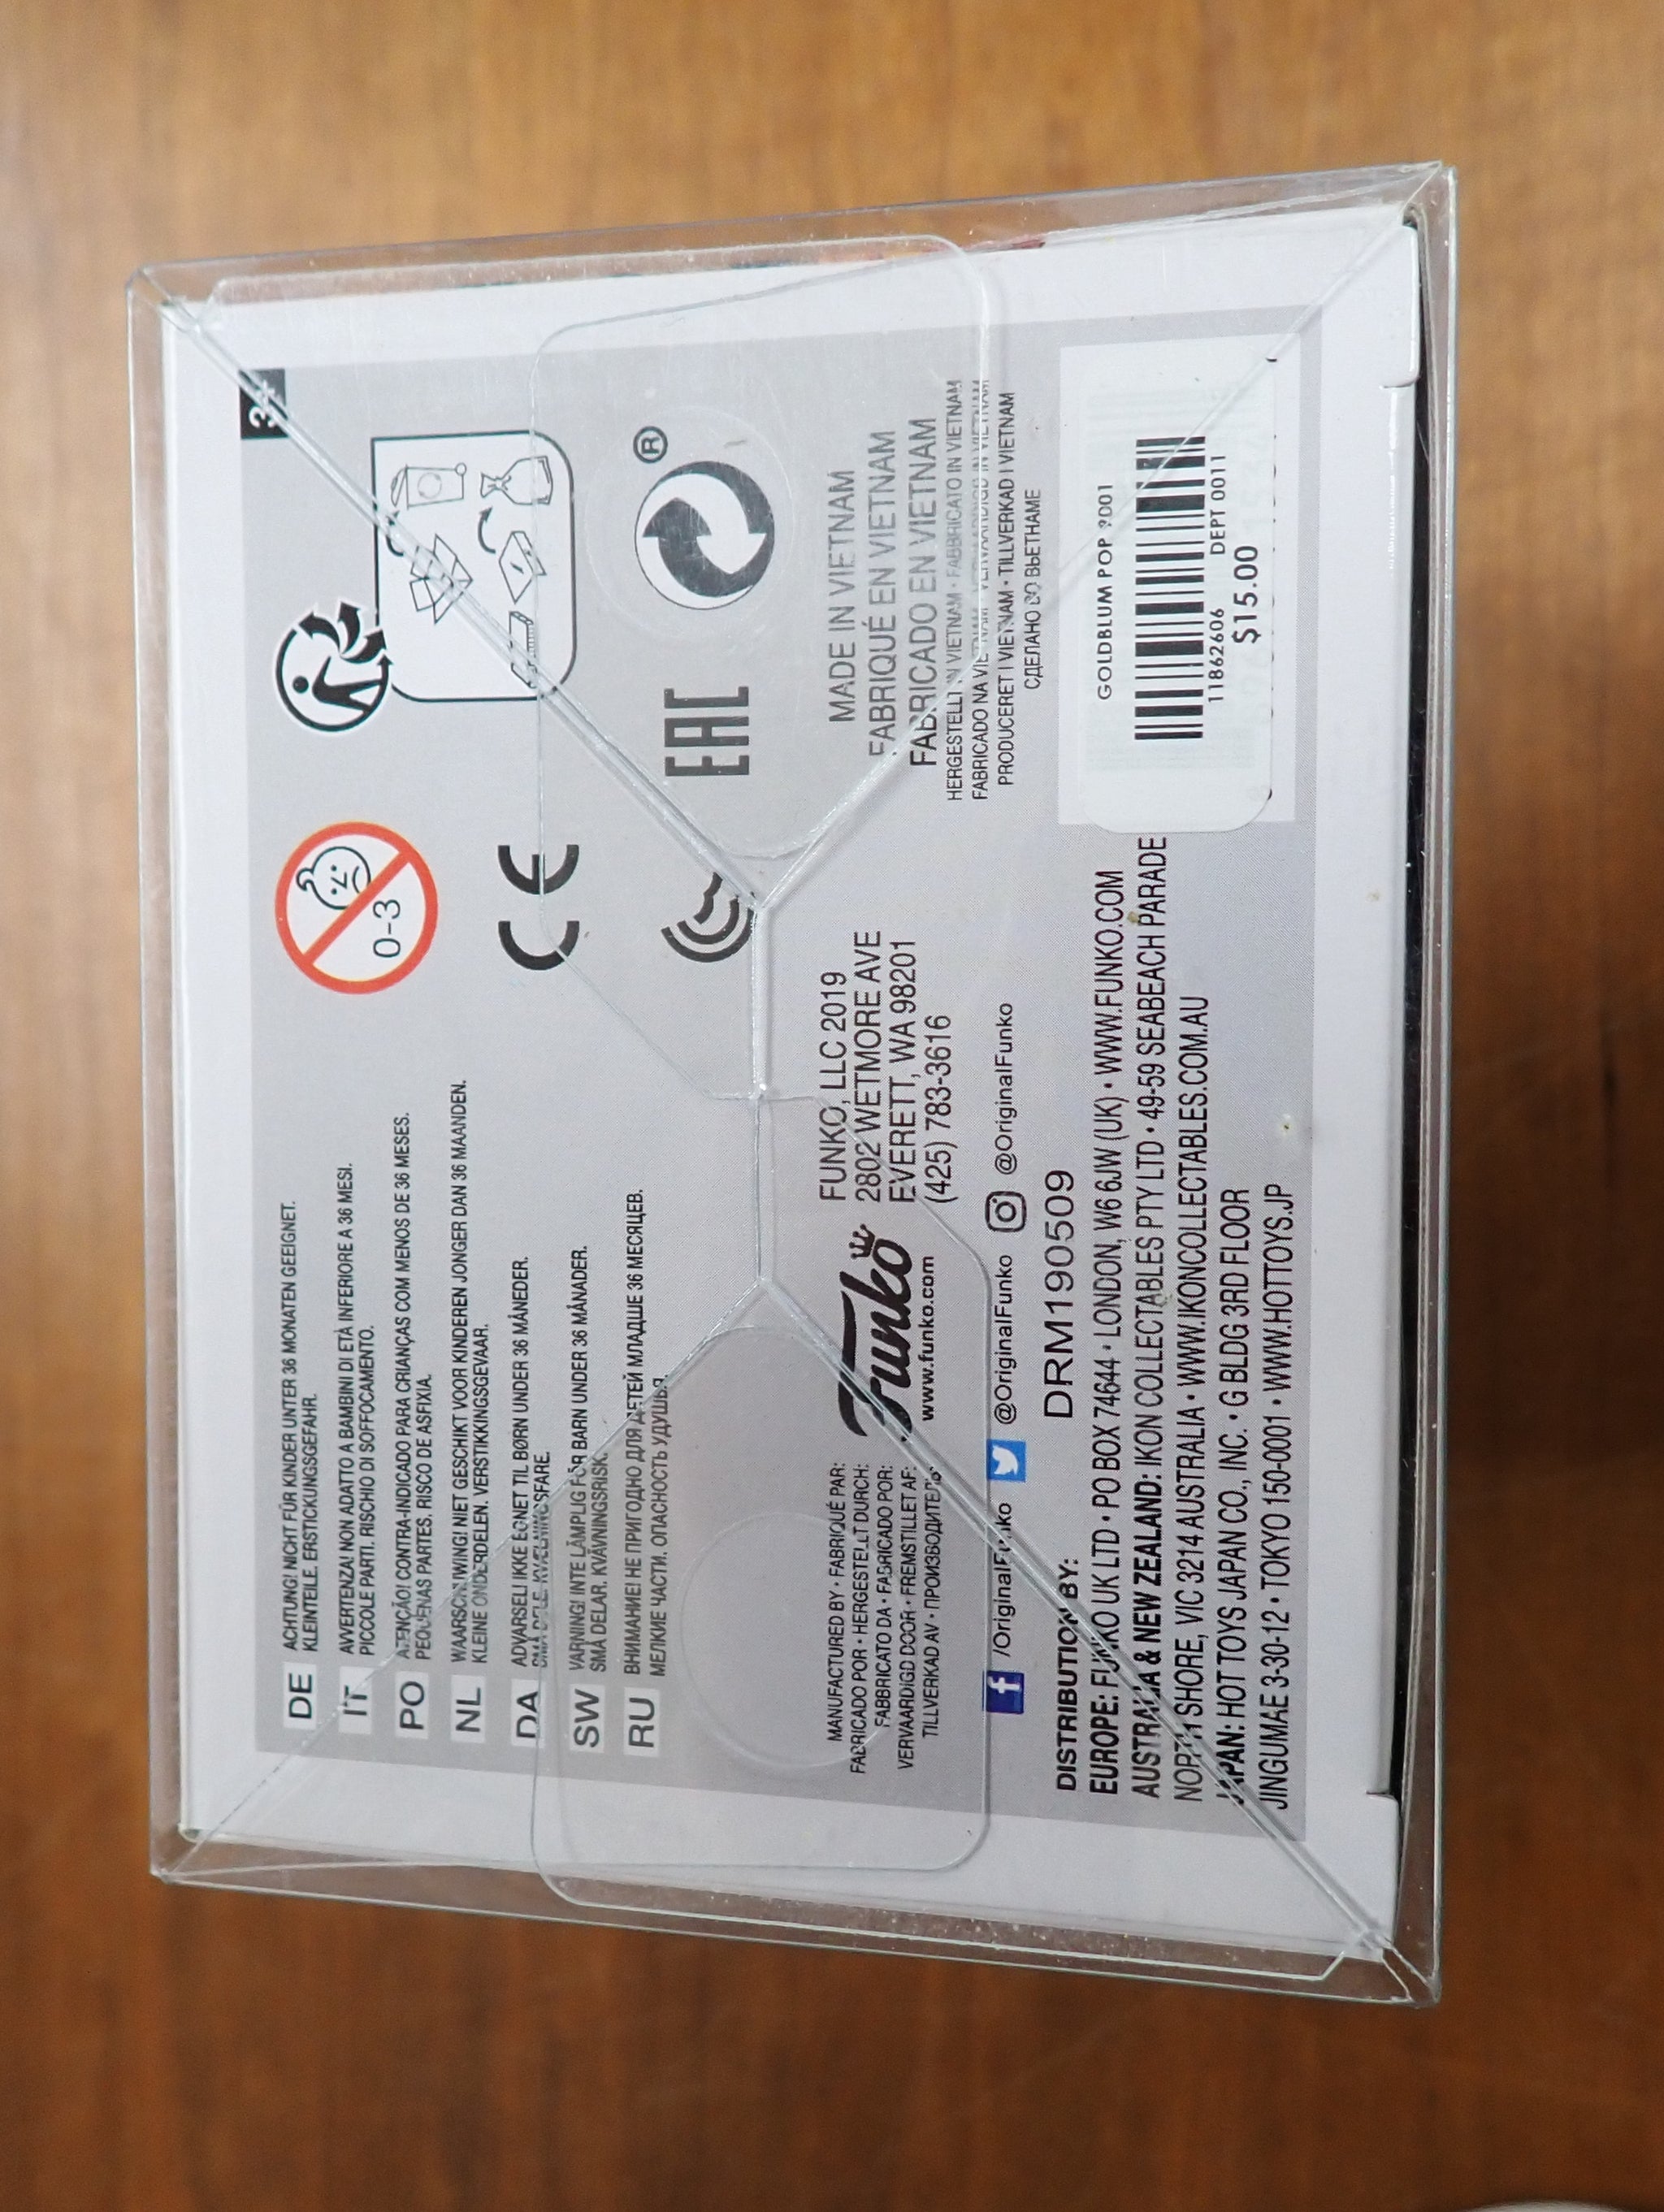 DE ACHTUNG! NICHT FÜR KINDER UNTER 36 MONATEN GEEIGNET.
KLEINTEILE. ERSTICKUNGSGEFAHR.
IT AVVERTENZA! NON ADATTO A BAMBINI DI ETÀ INFERIORE A 36 MESI.
PICCOLE PARTI. RISCHIO DI SOFFOCAMENTO.
PO ATENÇÃO! CONTRA-INDICADO PARA CRIANÇAS COM MENOS DE 36 MESES.
PEQUENAS PARTES. RISCO DE ASFIXIA.
NL WAARSCHUWING! NIET GESCHIKT VOOR KINDEREN JONGER DAN 36 MAANDEN.
KLEINE ONDERDELEN. VERSTIKKINGSGEVAAR.
DA ADVARSEL! IKKE EGNET TIL BØRN UNDER 36 MÅNEDER.
SMÅ DELE.
SW VARNING! INTE LÄMPLIG FÖR BARN UNDER 36 MÅNADER.
SMÅ DELAR. KVÄVNINGSRISK.
RU ВНИМАНИЕ! НЕ ПРИГОДНО ДЛЯ ДЕТЕЙ МЛАДШЕ 36 МЕСЯЦЕВ.
МЕЛКИЕ ЧАСТИ. ОПАСНОСТЬ УДУШЬЯ.
0-3
CE
3+
EAC
®
MANUFACTURED BY • FABRIQUÉ PAR:
FABRICADO POR • HERGESTELLT DURCH:
FABBRICATO DA • FABRICADO POR:
VERVAARDIGD DOOR • FREMSTILLET AF:
TILLVERKAD AV • ПРОИЗВОДИТЕЛЬ:
Funko
www.funko.com
FUNKO, LLC 2019
2802 WETMORE AVE
EVERETT, WA 98201
(425) 783-3616
MADE IN VIETNAM
FABRIQUÉ EN VIETNAM
FABRICADO EN VIETNAM
HERGESTELLT IN VIETNAM • FABBRICATO IN VIETNAM
FABRICADO NA VIETNAM • VERVAARDIGD IN VIETNAM
PRODUCERET I VIETNAM • TILLVERKAD I VIETNAM
СДЕЛАНО ВО ВЬЕТНАМЕ
/OriginalFunko @OriginalFunko @OriginalFunko
DRM190509
DISTRIBUTION BY:
EUROPE: FUNKO UK LTD • PO BOX 74644 • LONDON, W6 6JW (UK) • WWW.FUNKO.COM
AUSTRALIA & NEW ZEALAND: IKON COLLECTABLES PTY LTD • 49-59 SEABEACH PARADE
NORTH SHORE, VIC 3214 AUSTRALIA • WWW.IKONCOLLECTABLES.COM.AU
JAPAN: HOT TOYS JAPAN CO., INC. • G BLDG 3RD FLOOR
JINGUMAE 3-30-12 • TOKYO 150-0001 • WWW.HOTTOYS.JP
GOLDBLUM POP
11862606 DEPT 0011
$15.00